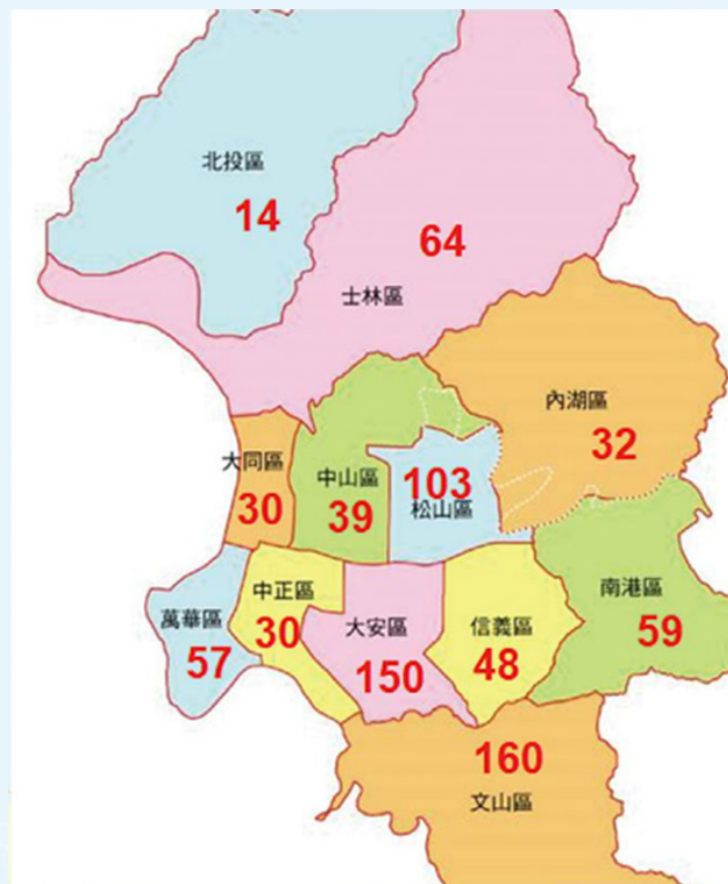 北投區
14
64
士林區
內湖區
32
大同區
30
中山區
39
103
松山區
萬華區
57
中正區
30
大安區
150
信義區
48
南港區
59
160
文山區